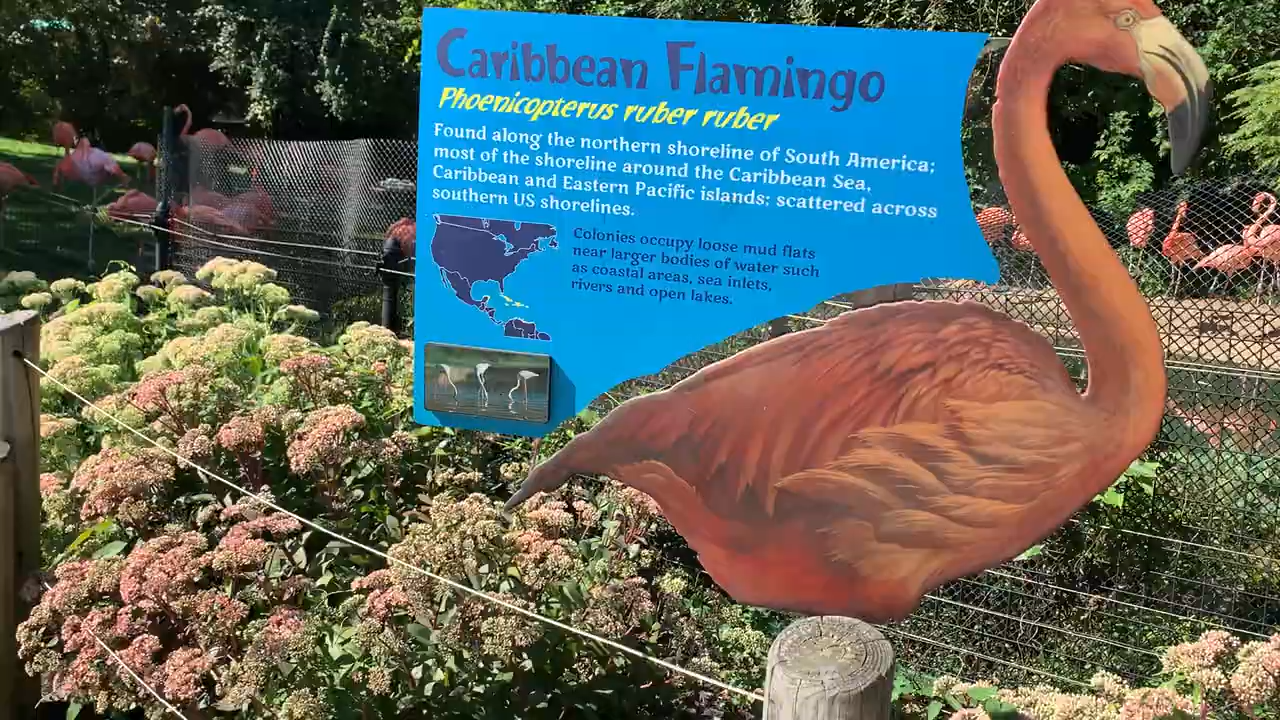 Caribbean Flamingo
Phoenicopterus ruber ruber
Found along the northern shoreline of South America;
most of the shoreline around the Caribbean Sea,
Caribbean and Eastern Pacific islands; scattered across
southern US shorelines.
Colonies occupy loose mud flats
near larger bodies of water such
as coastal areas, sea inlets,
rivers and open lakes.